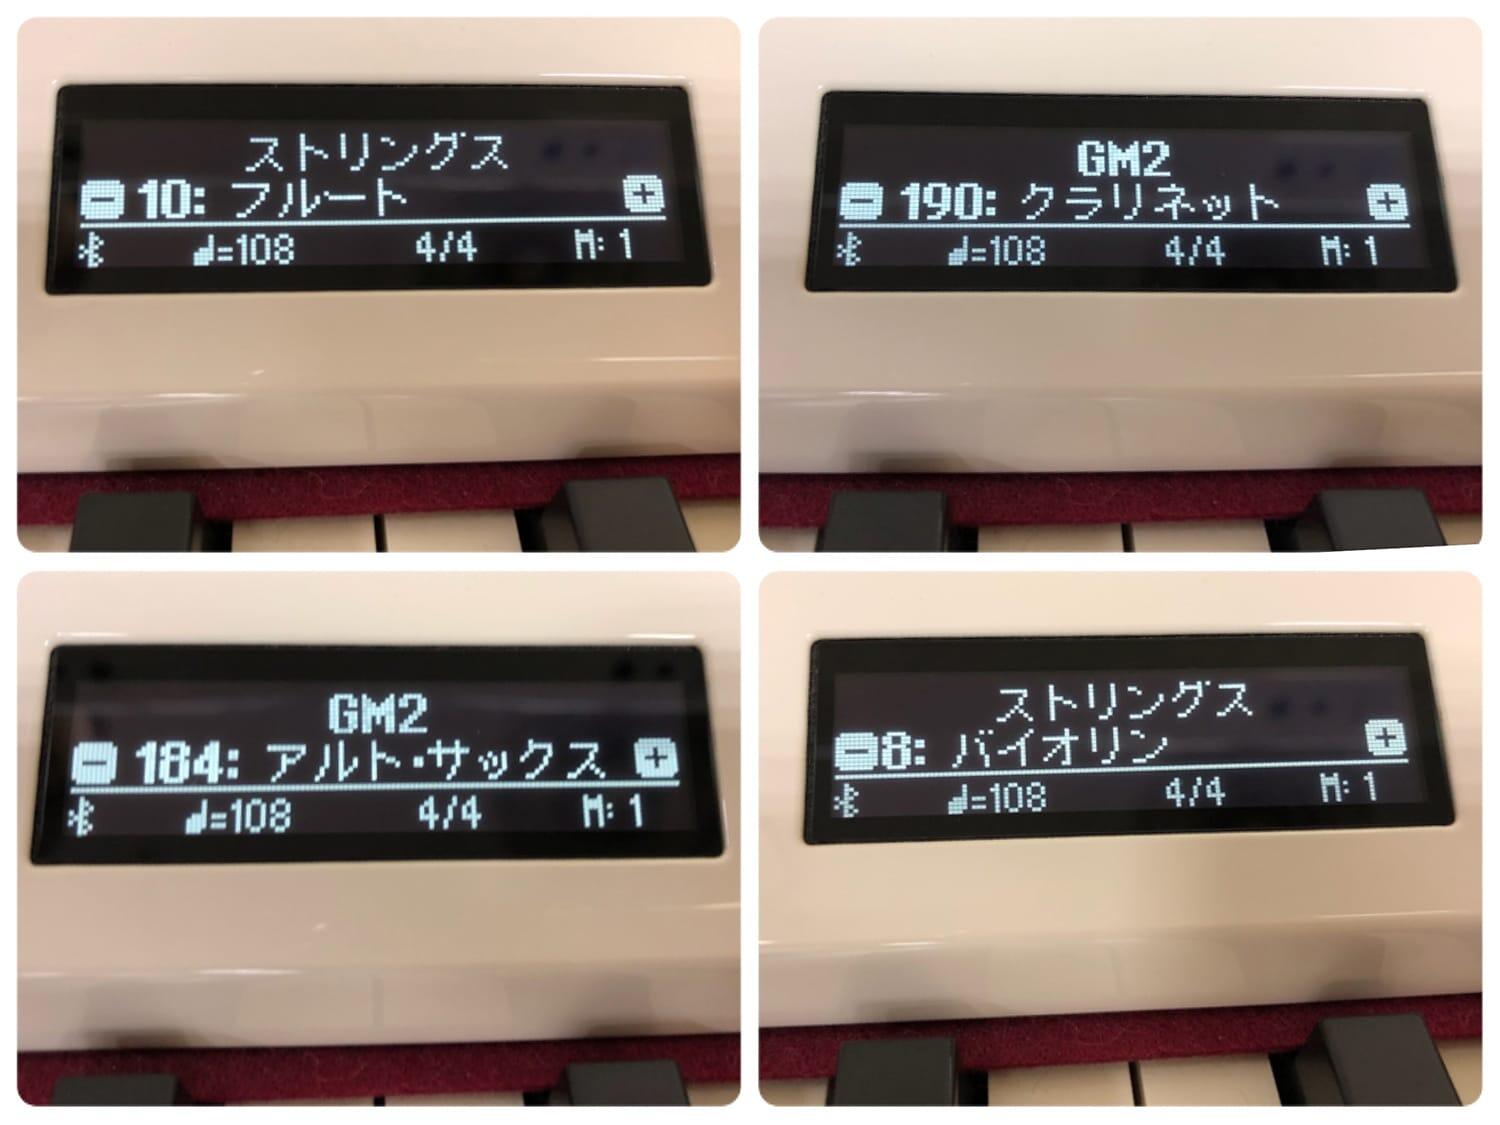 ストリングス
- 10: フルート +
♩=108 4/4 M: 1
GM2
- 190: クラリネット +
♩=108 4/4 M: 1
GM2
- 184: アルト・サックス +
♩=108 4/4 M: 1
ストリングス
- 8: バイオリン +
♩=108 4/4 M: 1